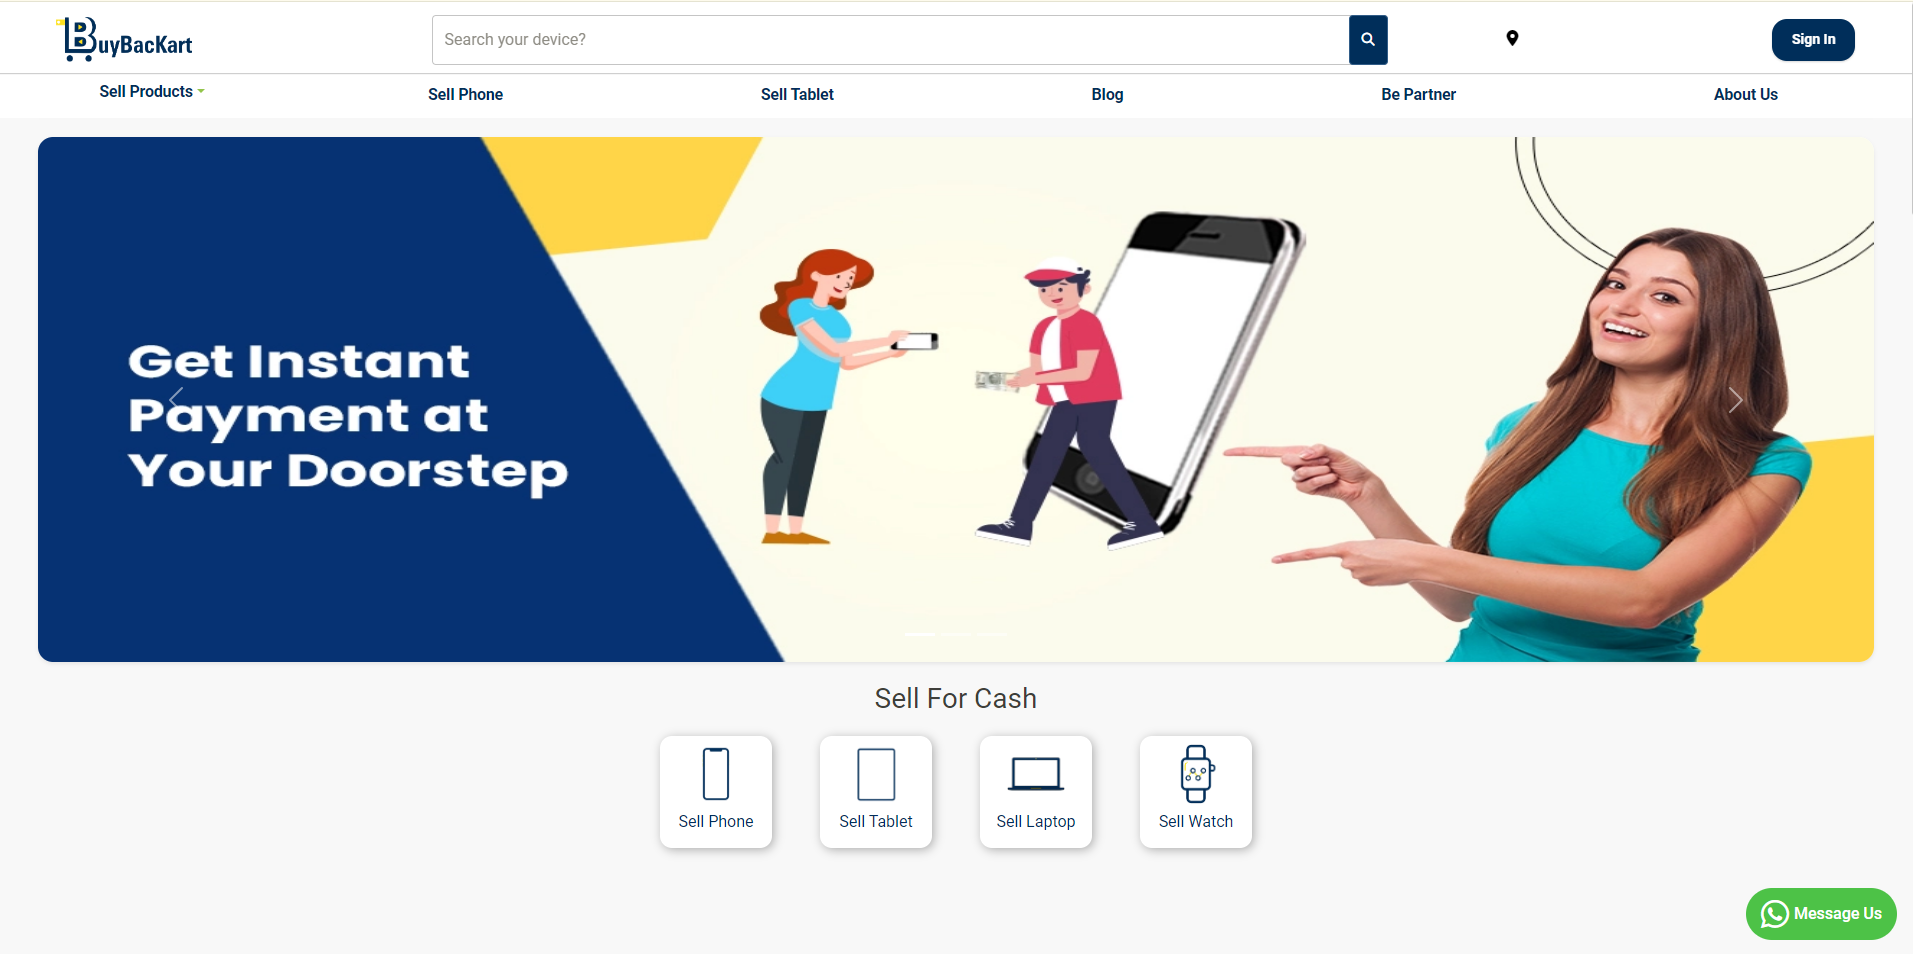 BuyBacKart
Search your device?
Sign In
Sell Products
Sell Phone
Sell Tablet
Blog
Be Partner
About Us
Get Instant
Payment at
Your Doorstep
Sell For Cash
Sell Phone
Sell Tablet
Sell Laptop
Sell Watch
Message Us